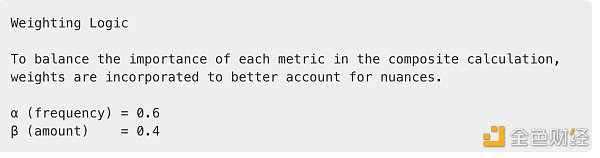 Weighting Logic
To balance the importance of each metric in the composite calculation,
weights are incorporated to better account for nuances.
α (frequency) = 0.6
β (amount)    = 0.4
金色财经